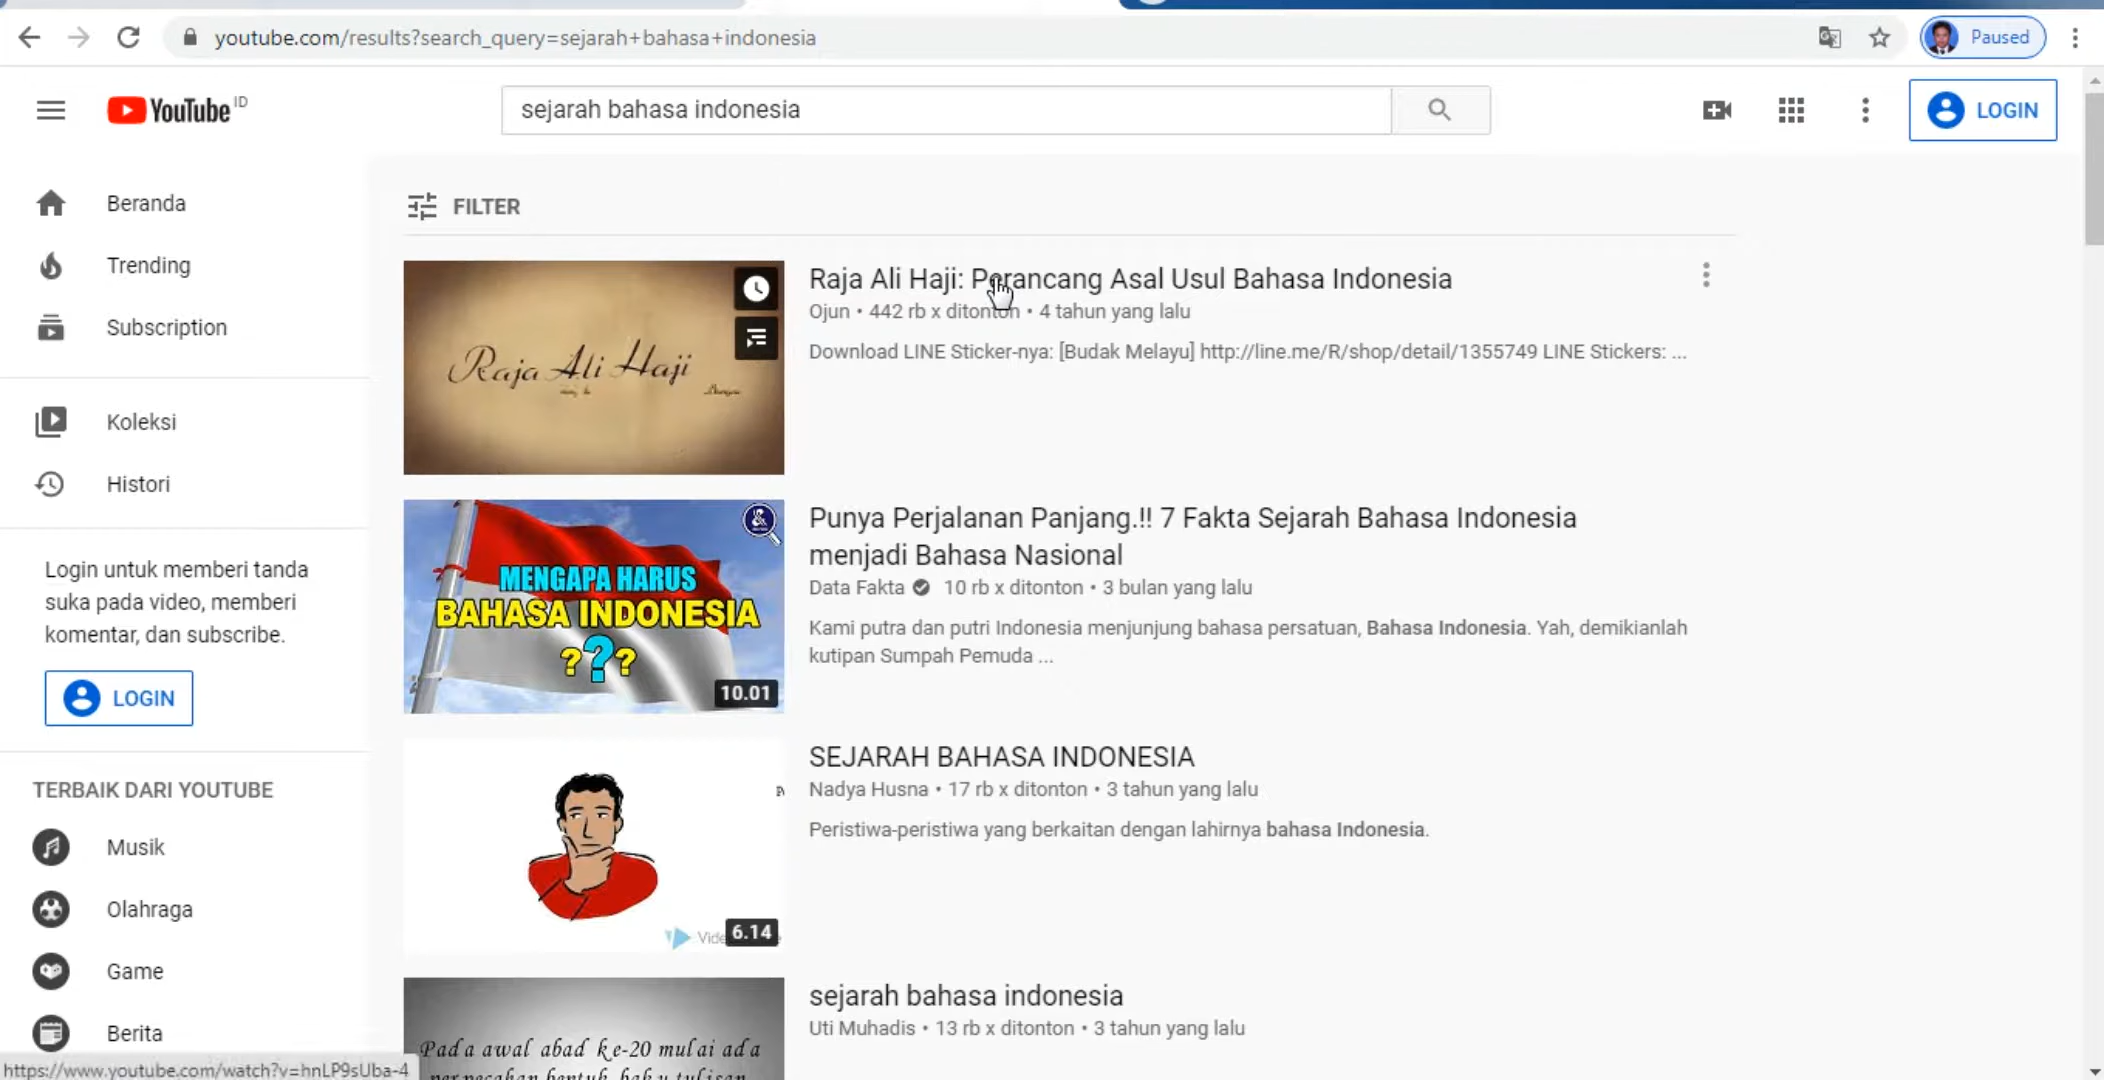 youtube.com/results?search_query=sejarah+bahasa+indonesia
Paused
YouTube ID
sejarah bahasa indonesia
LOGIN
Beranda
Trending
Subscription
Koleksi
Histori
Login untuk memberi tanda
suka pada video, memberi
komentar, dan subscribe.
LOGIN
TERBAIK DARI YOUTUBE
Musik
Olahraga
Game
Berita
https://www.youtube.com/watch?v=hnLP9sUba-4
FILTER
Raja Ali Haji
Raja Ali Haji: Perancang Asal Usul Bahasa Indonesia
Ojun • 442 rb x ditonton • 4 tahun yang lalu
Download LINE Sticker-nya: [Budak Melayu] http://line.me/R/shop/detail/1355749 LINE Stickers: ...
MENGAPA HARUS
BAHASA INDONESIA
???
10.01
Punya Perjalanan Panjang.!! 7 Fakta Sejarah Bahasa Indonesia
menjadi Bahasa Nasional
Data Fakta 10 rb x ditonton • 3 bulan yang lalu
Kami putra dan putri Indonesia menjunjung bahasa persatuan, Bahasa Indonesia. Yah, demikianlah
kutipan Sumpah Pemuda ...
6.14
SEJARAH BAHASA INDONESIA
Nadya Husna • 17 rb x ditonton • 3 tahun yang lalu
Peristiwa-peristiwa yang berkaitan dengan lahirnya bahasa Indonesia.
Pada awal abad ke-20 mulai ada
perpecahan bentuk baku tulisan
sejarah bahasa indonesia
Uti Muhadis • 13 rb x ditonton • 3 tahun yang lalu